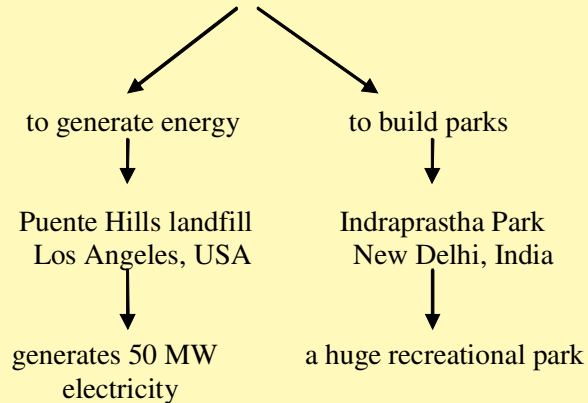 to generate energy
to build parks
Puente Hills landfill
Los Angeles, USA
Indraprastha Park
New Delhi, India
generates 50 MW
electricity
a huge recreational park